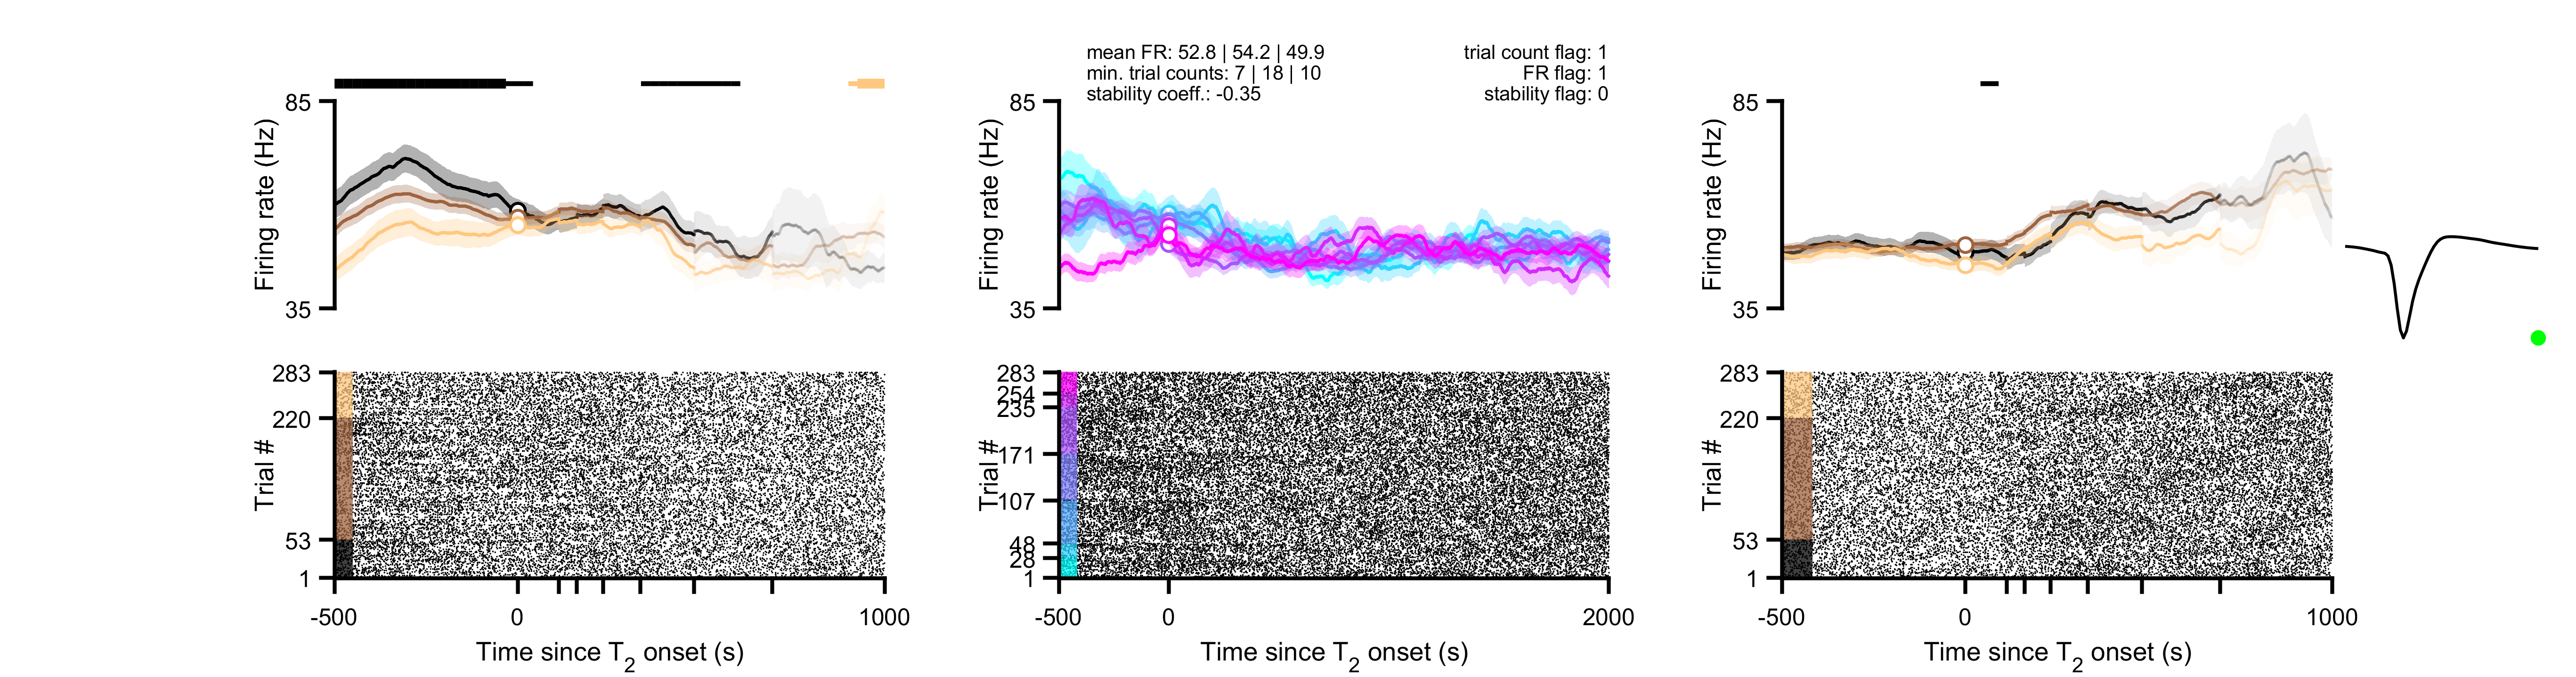 mean FR: 52.8 | 54.2 | 49.9
min. trial counts: 7 | 18 | 10
stability coeff.: -0.35
trial count flag: 1
FR flag: 1
stability flag: 0
85
Firing rate (Hz)
35
85
Firing rate (Hz)
35
85
Firing rate (Hz)
35
283
220
Trial #
53
1
-500
0
1000
Time since T2 onset (s)
283
254
235
Trial #
171
107
48
28
1
-500
0
2000
Time since T2 onset (s)
283
220
Trial #
53
1
-500
0
1000
Time since T2 onset (s)